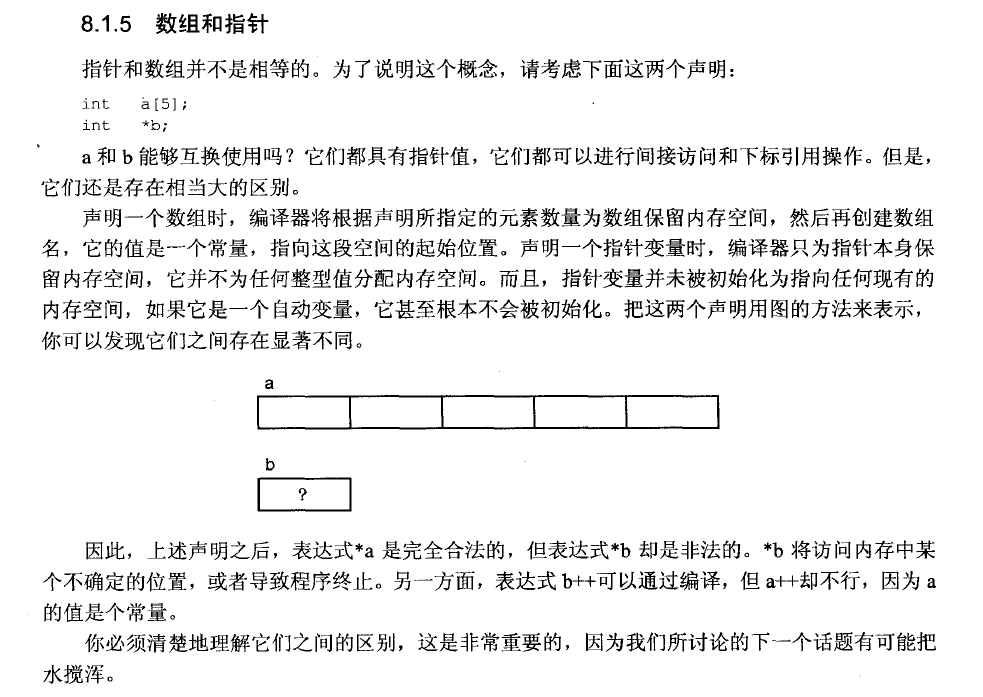 8.1.5 数组和指针
指针和数组并不是相等的。为了说明这个概念，请考虑下面这两个声明：
int a[5];
int *b;
a 和 b 能够互换使用吗？它们都具有指针值，它们都可以进行间接访问和下标引用操作。但是，
它们还是存在相当大的区别。
声明一个数组时，编译器将根据声明所指定的元素数量为数组保留内存空间，然后再创建数组
名，它的值是一个常量，指向这段空间的起始位置。声明一个指针变量时，编译器只为指针本身保
留内存空间，它并不为任何整型值分配内存空间。而且，指针变量并未被初始化为指向任何现有的
内存空间，如果它是一个自动变量，它甚至根本不会被初始化。把这两个声明用图的方法来表示，
你可以发现它们之间存在显著不同。
a
b
?
因此，上述声明之后，表达式*a 是完全合法的，但表达式*b 却是非法的。*b 将访问内存中某
个不确定的位置，或者导致程序终止。另一方面，表达式 b++可以通过编译，但 a++却不行，因为 a
的值是个常量。
你必须清楚地理解它们之间的区别，这是非常重要的，因为我们所讨论的下一个话题有可能把
水搅浑。